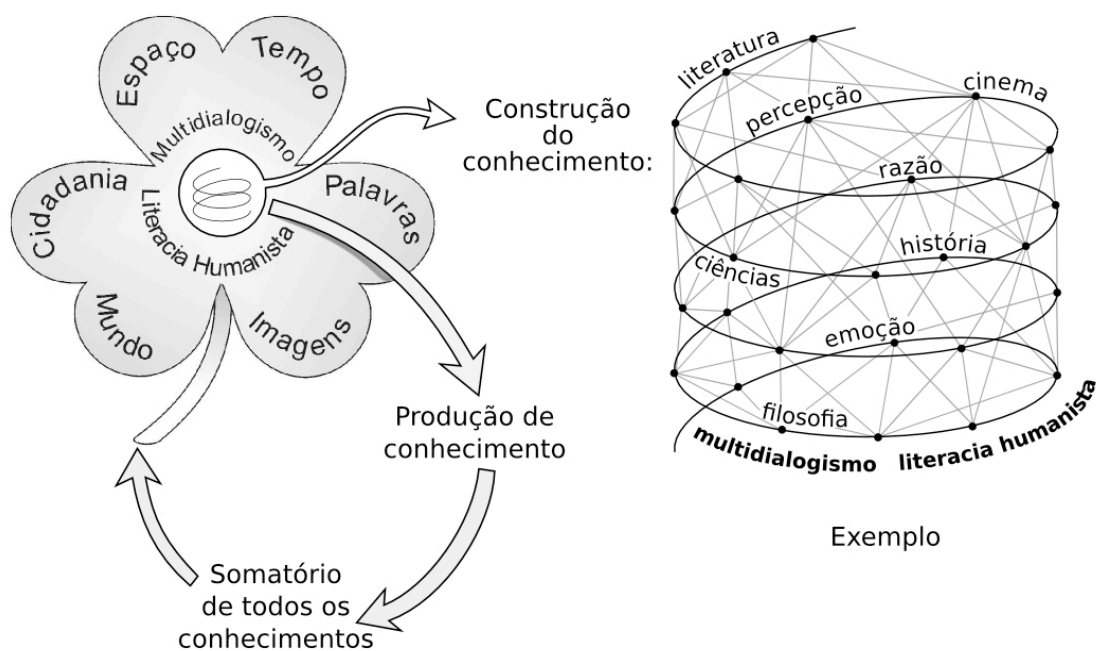 Espaço
Tempo
Multidialogismo
Cidadania
Palavras
Literacia Humanista
Mundo
Imagens
Construção
do
conhecimento:
Produção de
conhecimento
Somatório
de todos os
conhecimentos
literatura
cinema
percepção
razão
história
ciências
emoção
filosofia
multidialogismo literacia humanista
Exemplo